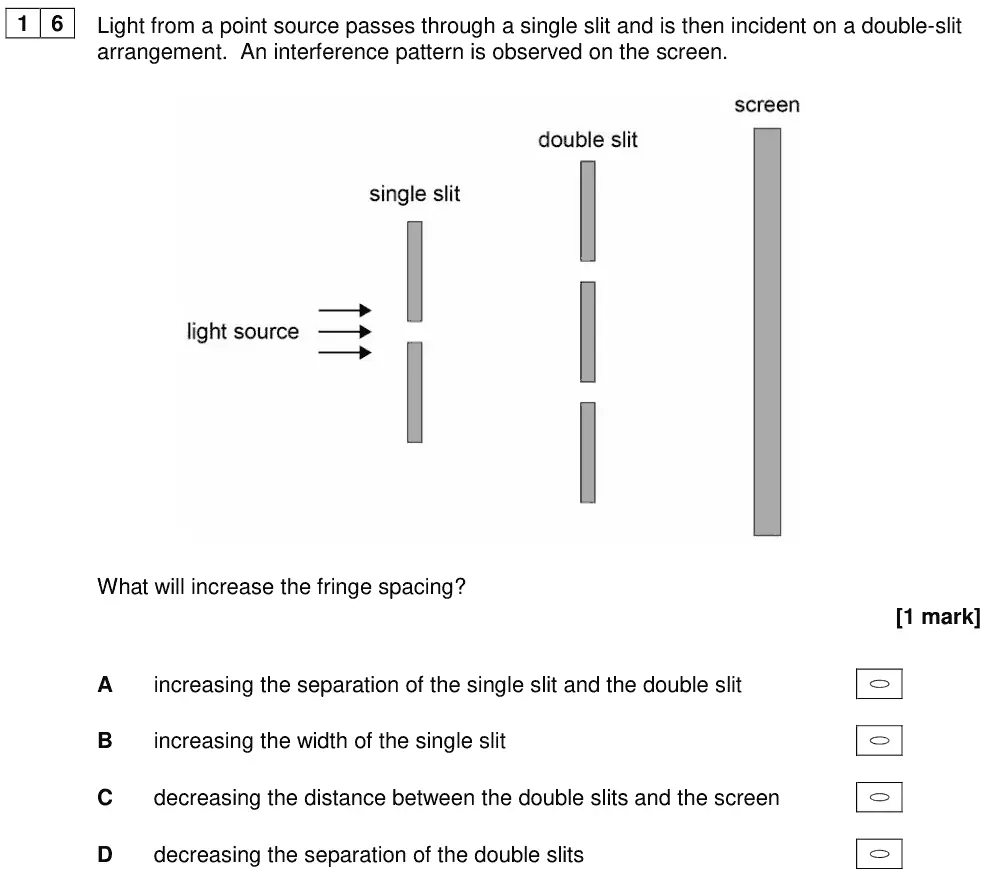 1 6 Light from a point source passes through a single slit and is then incident on a double-slit
arrangement. An interference pattern is observed on the screen.
screen
double slit
single slit
light source
What will increase the fringe spacing?
[1 mark]
A increasing the separation of the single slit and the double slit
B increasing the width of the single slit
C decreasing the distance between the double slits and the screen
D decreasing the separation of the double slits